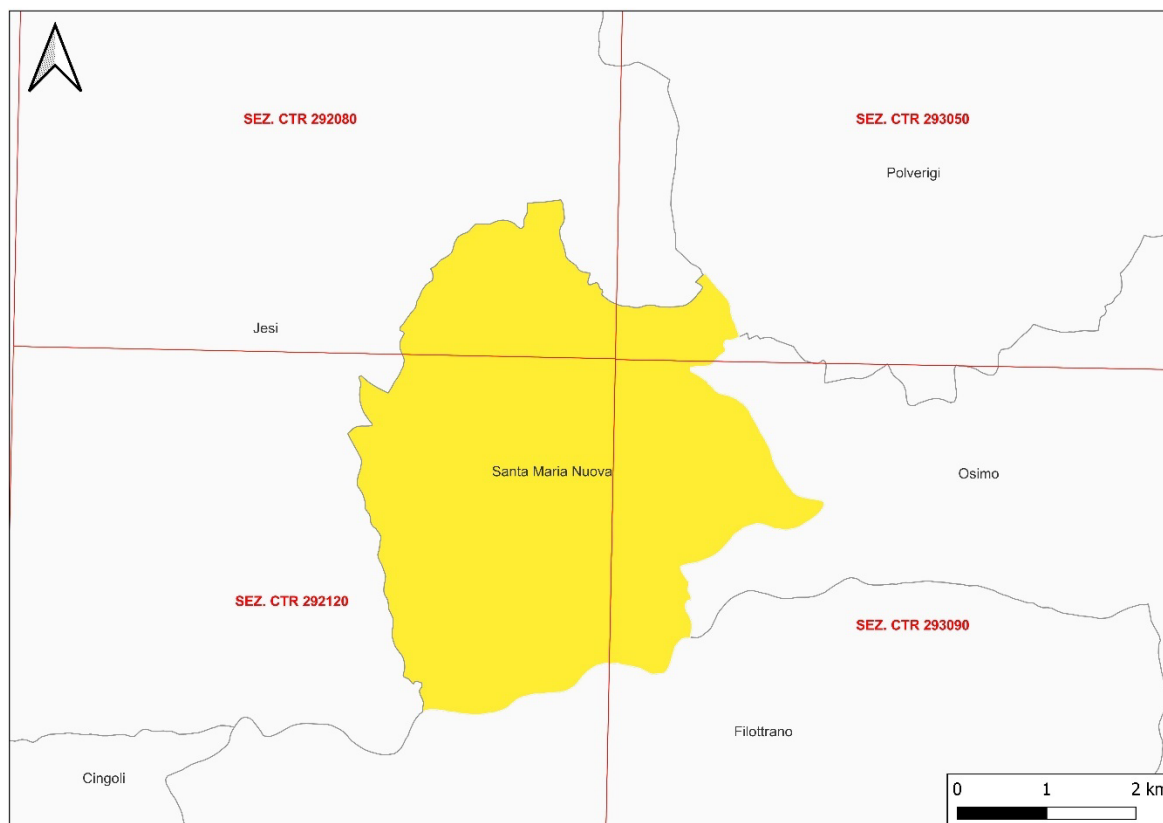 SEZ. CTR 292080
SEZ. CTR 293050
Polverigi
Jesi
Santa Maria Nuova
Osimo
SEZ. CTR 292120
SEZ. CTR 293090
Filottrano
Cingoli
0 1 2 km